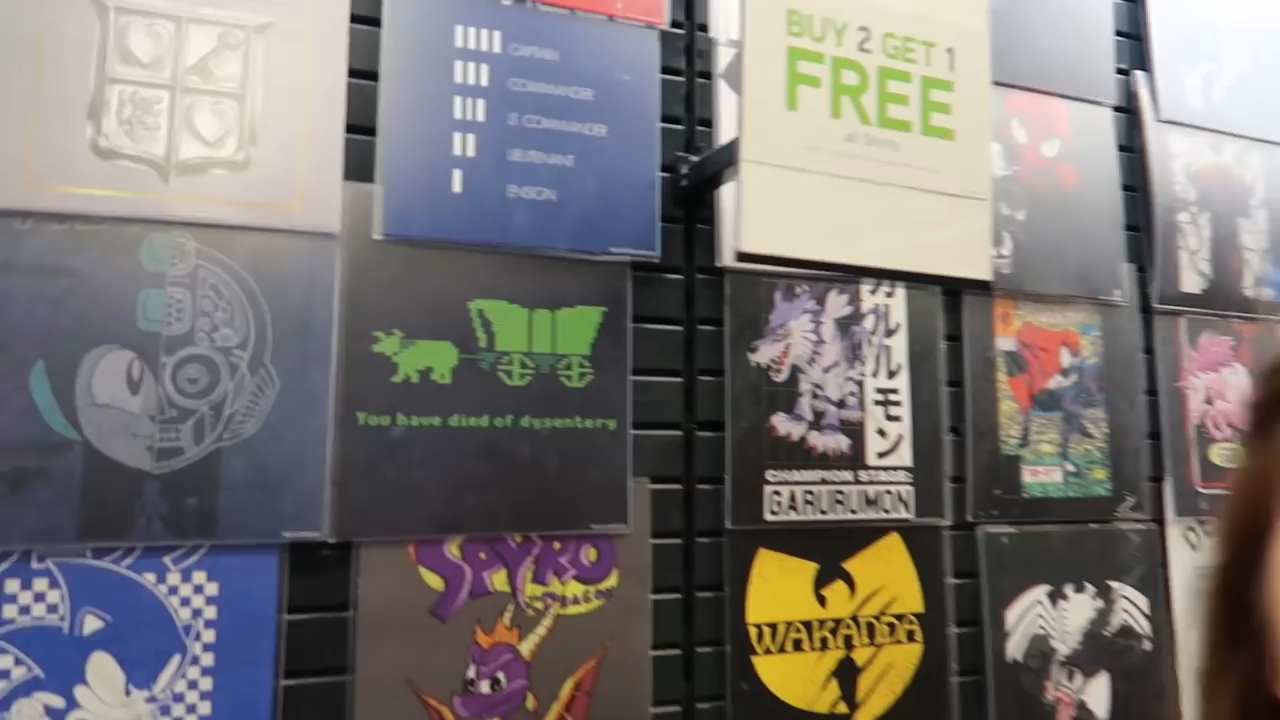 CAPTAIN
COMMANDER
LT. COMMANDER
LIEUTENANT
ENSIGN
BUY 2 GET 1
FREE
You have died of dysentery
ガルルモン
CHAMPION STAGE:
GARURUMON
SPYRO
DRAGON
WAKANDA